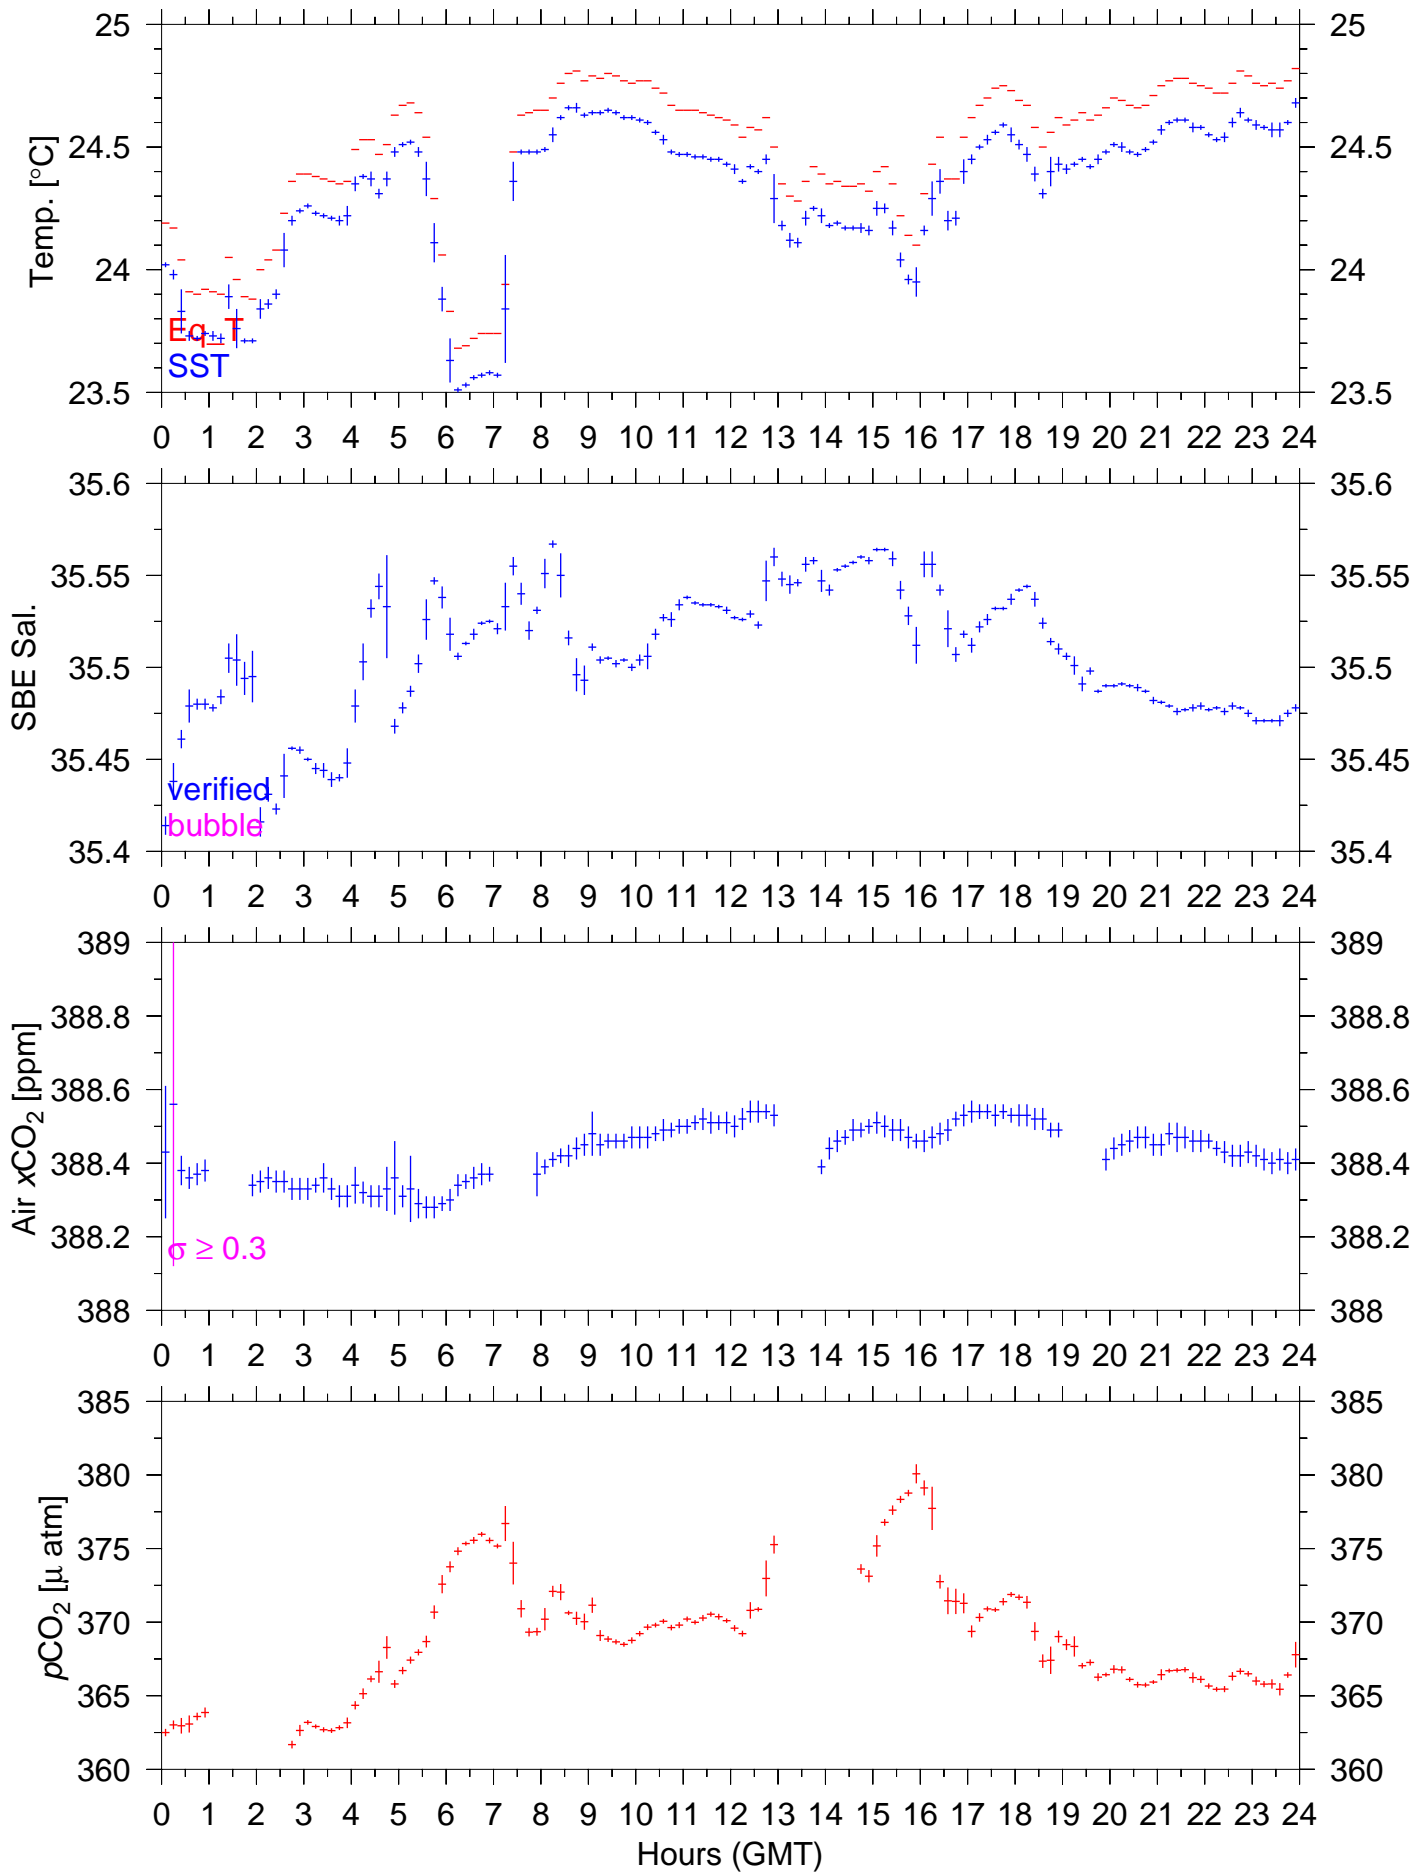 25 25
24.5 24.5
24 24
23.5 23.5
Temp. [°C]
Eq_T
SST
0 1 2 3 4 5 6 7 8 9 10 11 12 13 14 15 16 17 18 19 20 21 22 23 24
35.6 35.6
35.55 35.55
35.5 35.5
35.45 35.45
35.4 35.4
SBE Sal.
verified
bubble
0 1 2 3 4 5 6 7 8 9 10 11 12 13 14 15 16 17 18 19 20 21 22 23 24
389 389
388.8 388.8
388.6 388.6
388.4 388.4
388.2 388.2
388 388
Air xCO₂ [ppm]
σ ≥ 0.3
0 1 2 3 4 5 6 7 8 9 10 11 12 13 14 15 16 17 18 19 20 21 22 23 24
385 385
380 380
375 375
370 370
365 365
360 360
pCO₂ [µ atm]
0 1 2 3 4 5 6 7 8 9 10 11 12 13 14 15 16 17 18 19 20 21 22 23 24
Hours (GMT)